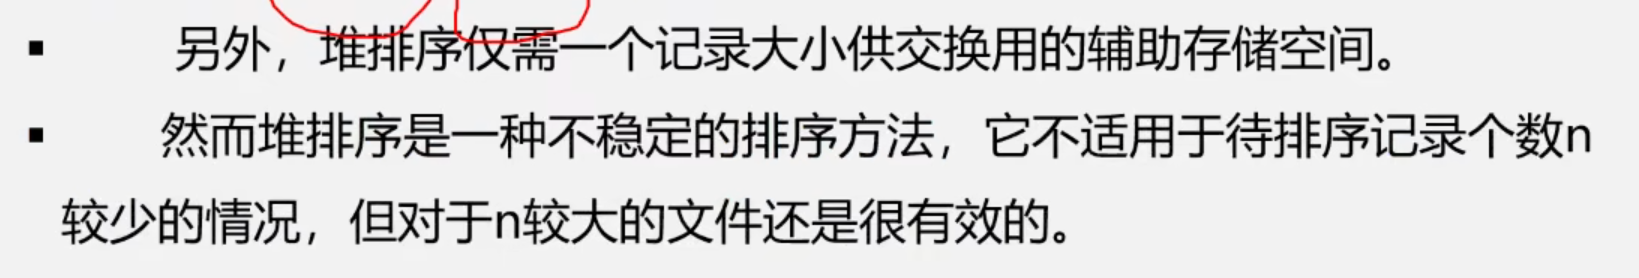 ▪ 另外，堆排序仅需一个记录大小供交换用的辅助存储空间。
▪ 然而堆排序是一种不稳定的排序方法，它不适用于待排序记录个数n
较少的情况，但对于n较大的文件还是很有效的。